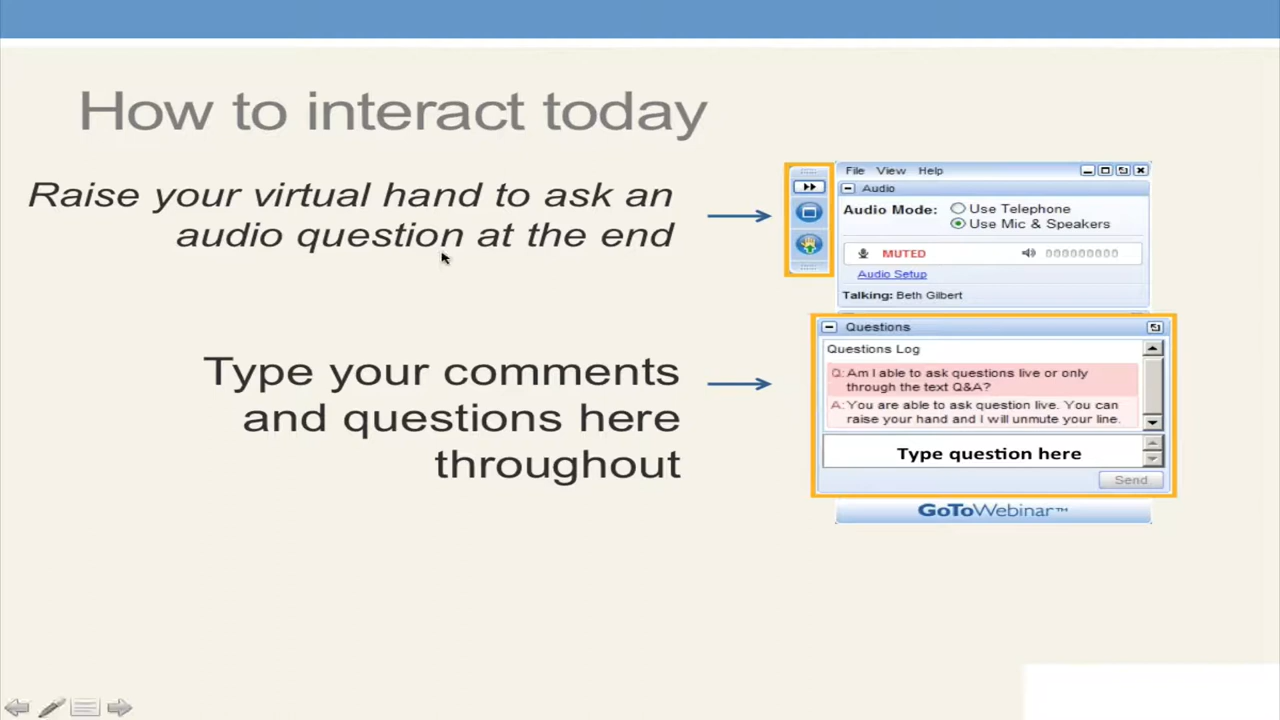 How to interact today
Raise your virtual hand to ask an
audio question at the end
Type your comments
and questions here
throughout
File View Help
Audio
Audio Mode: Use Telephone
Use Mic & Speakers
MUTED 000000000
Audio Setup
Talking: Beth Gilbert
Questions
Questions Log
Q: Am I able to ask questions live or only
through the text Q&A?
A: You are able to ask question live. You can
raise your hand and I will unmute your line.
Type question here
Send
GoToWebinar™